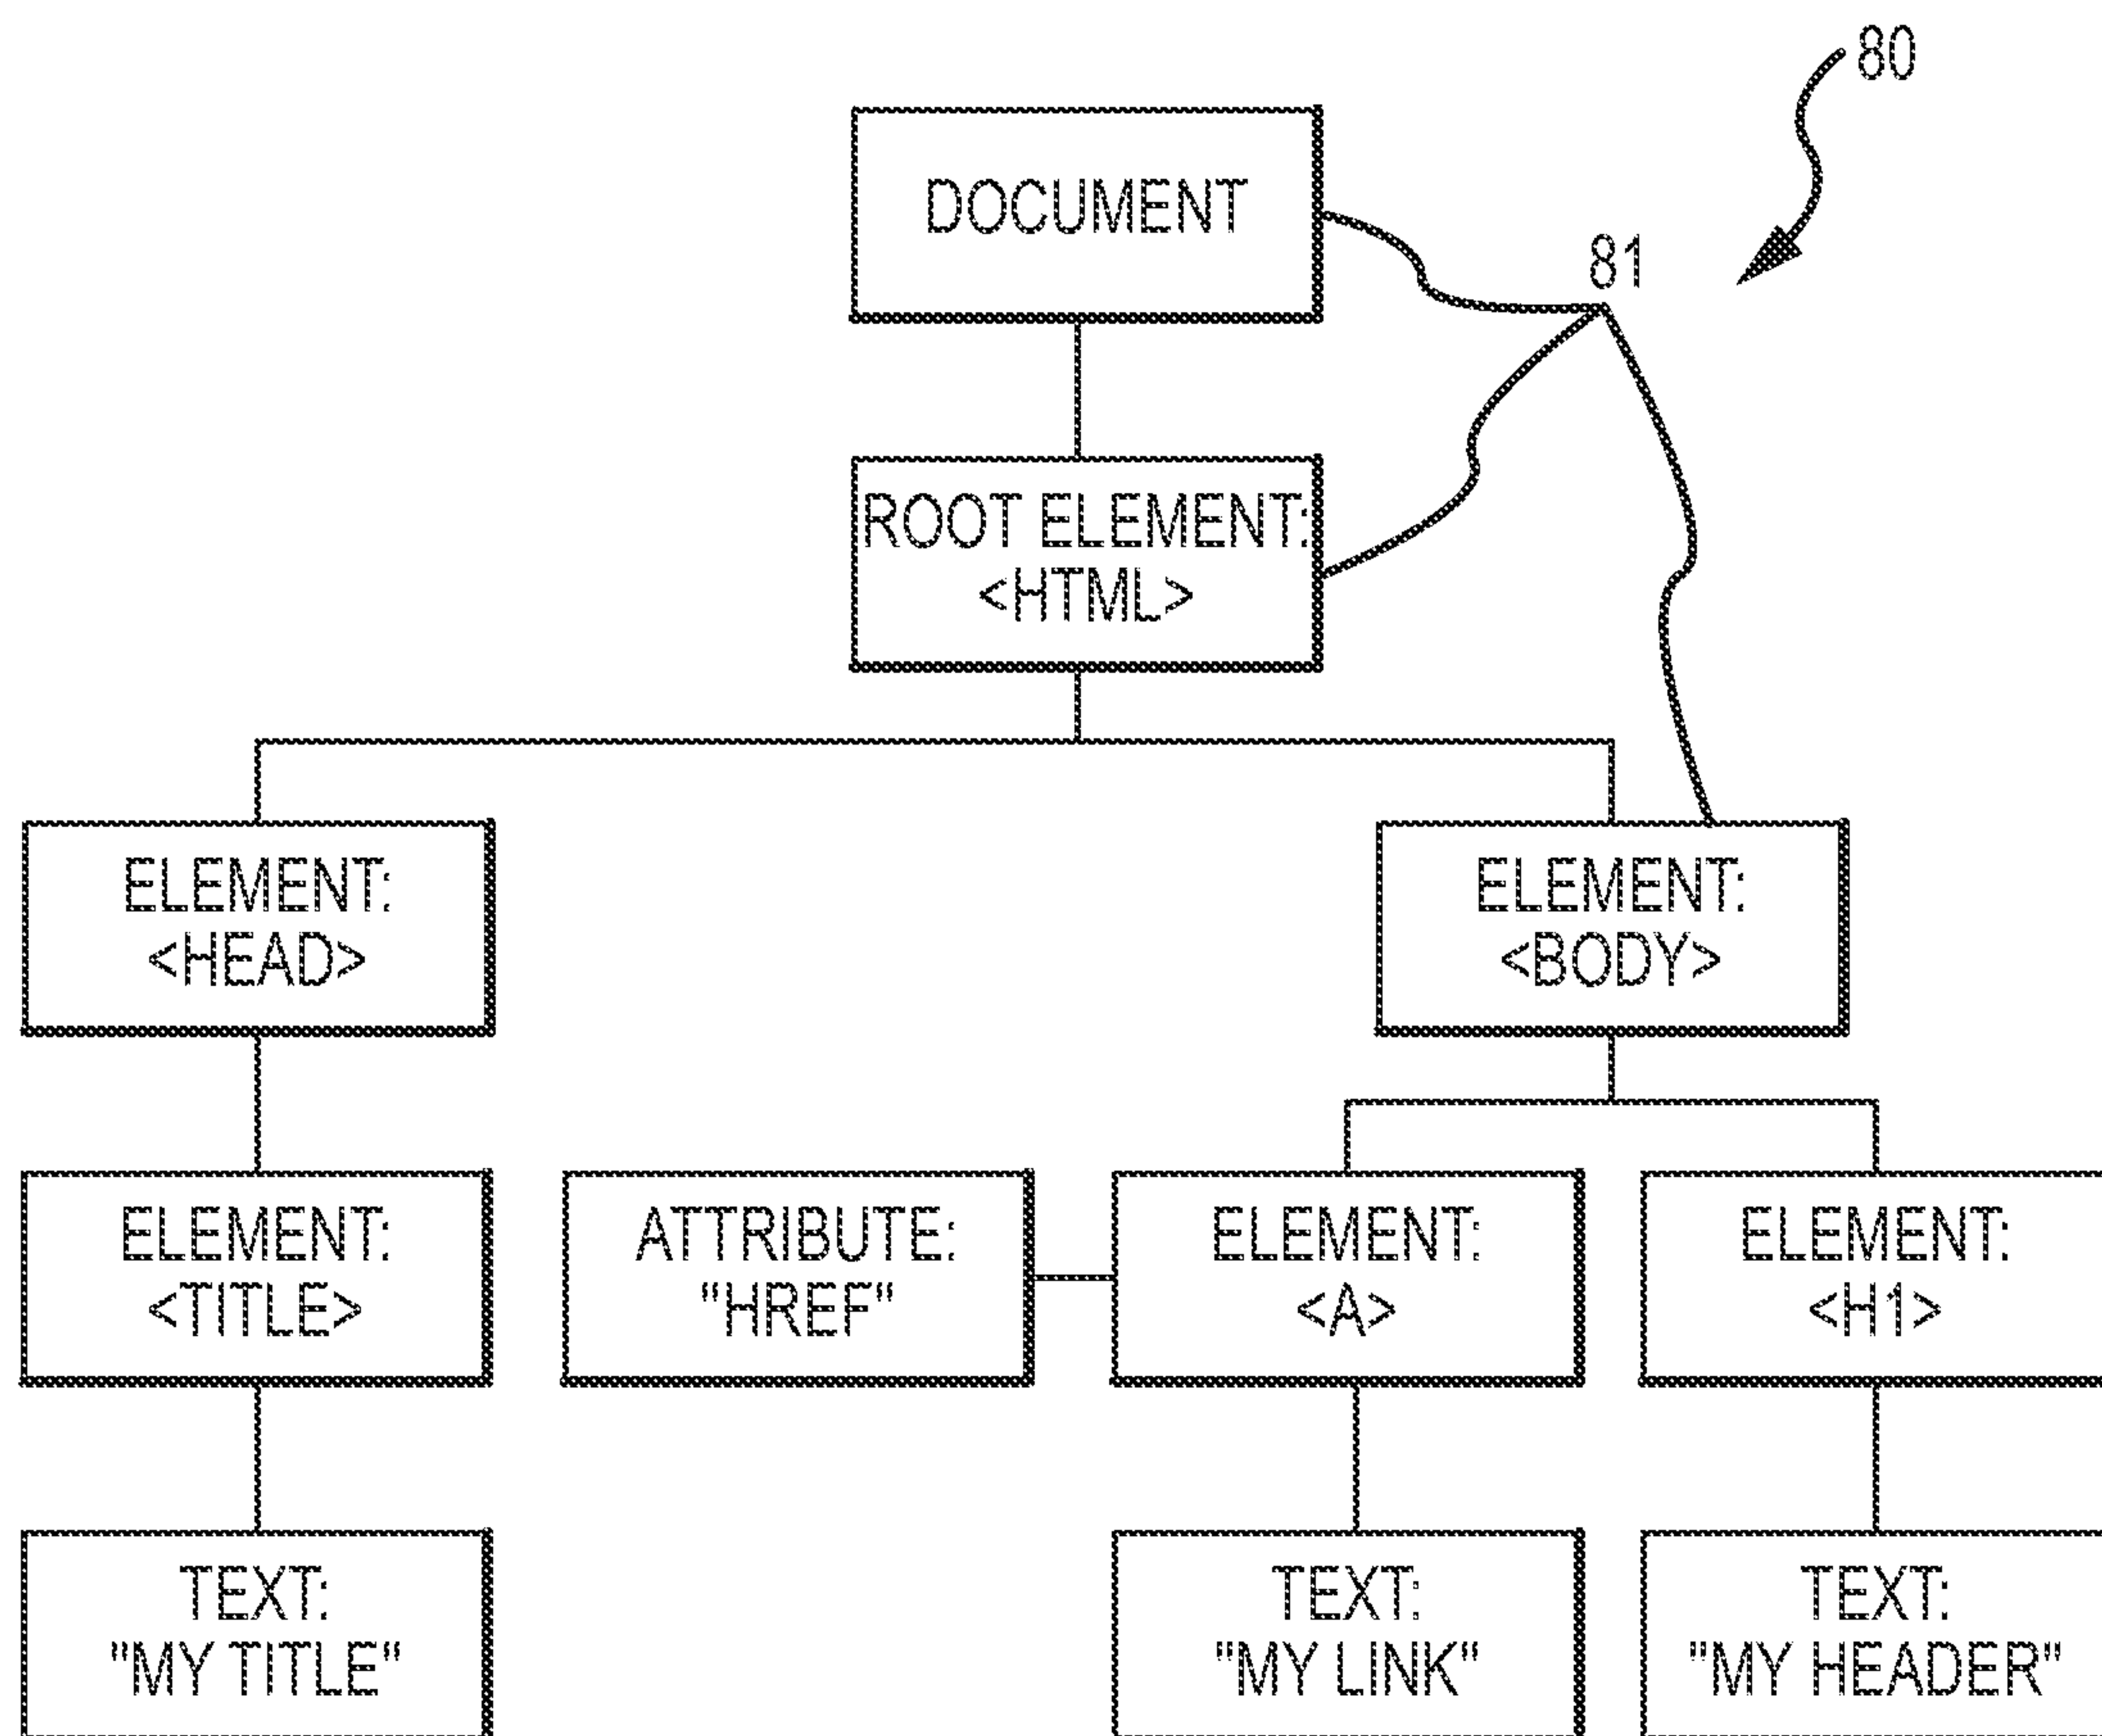 80
DOCUMENT
81
ROOT ELEMENT:
<HTML>
ELEMENT:
<HEAD>
ELEMENT:
<BODY>
ELEMENT:
<TITLE>
ATTRIBUTE:
"HREF"
ELEMENT:
<A>
ELEMENT:
<H1>
TEXT:
"MY TITLE"
TEXT:
"MY LINK"
TEXT:
"MY HEADER"